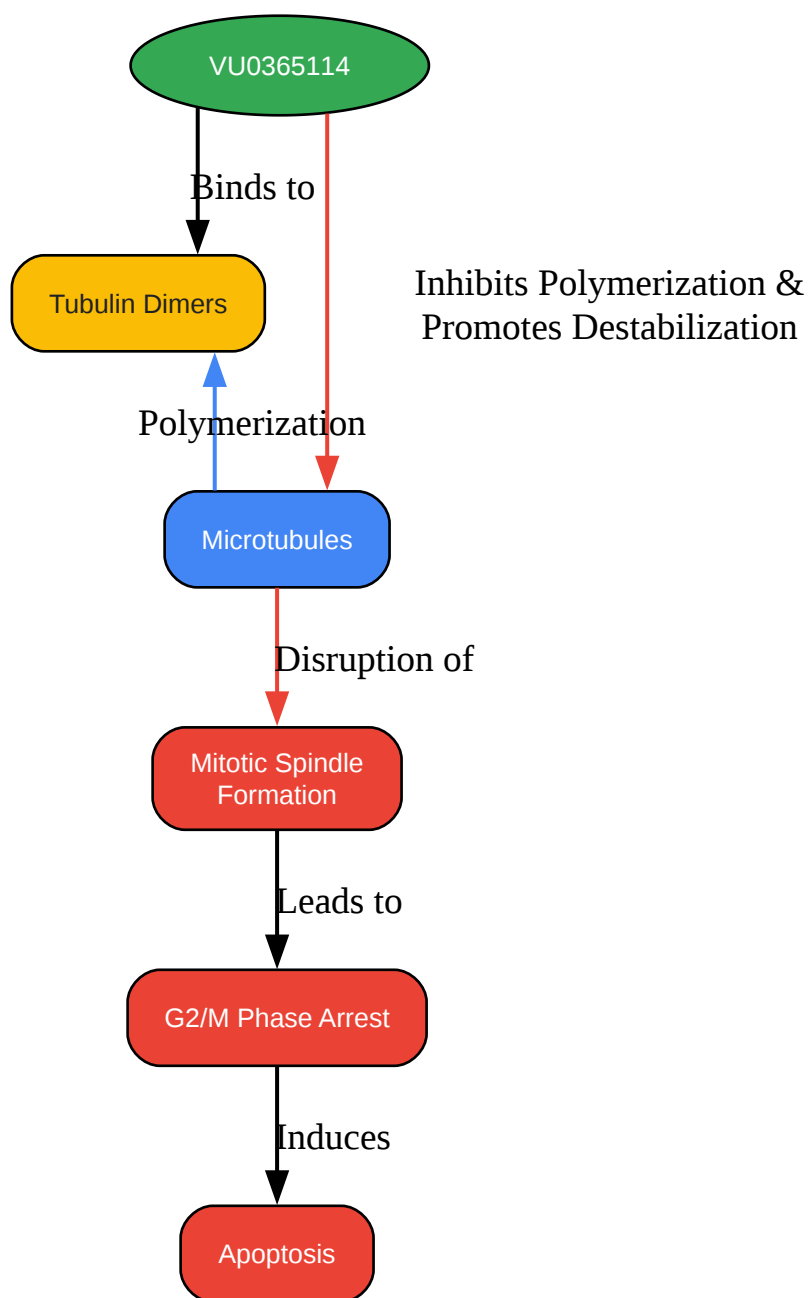 VU0365114
Binds to
Tubulin Dimers
Inhibits Polymerization &
Promotes Destabilization
Polymerization
Microtubules
Disruption of
Mitotic Spindle
Formation
Leads to
G2/M Phase Arrest
Induces
Apoptosis